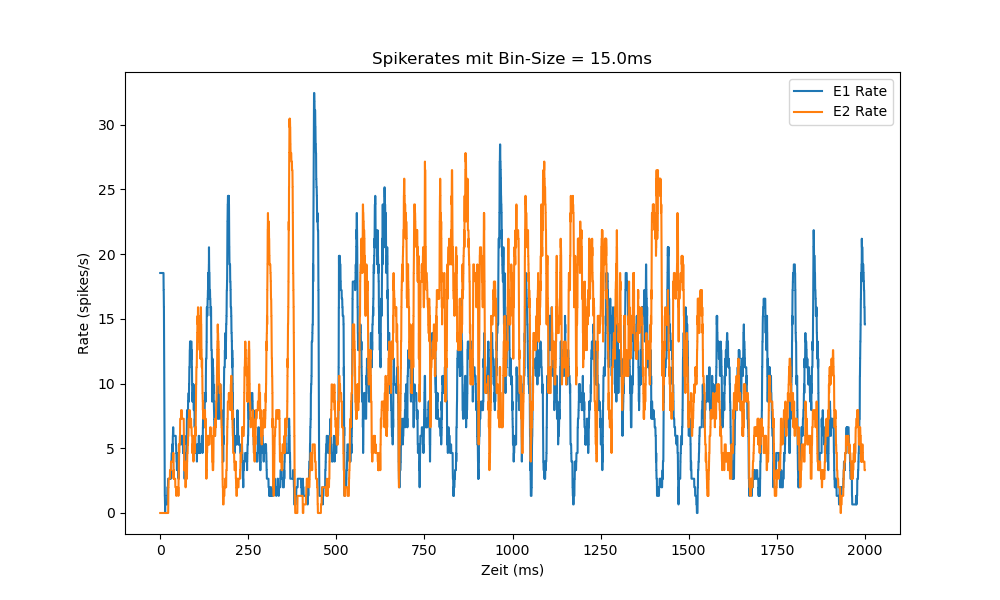 Spikerates mit Bin-Size = 15.0ms
E1 Rate
E2 Rate
Rate (spikes/s)
30
25
20
15
10
5
0
0 250 500 750 1000 1250 1500 1750 2000
Zeit (ms)